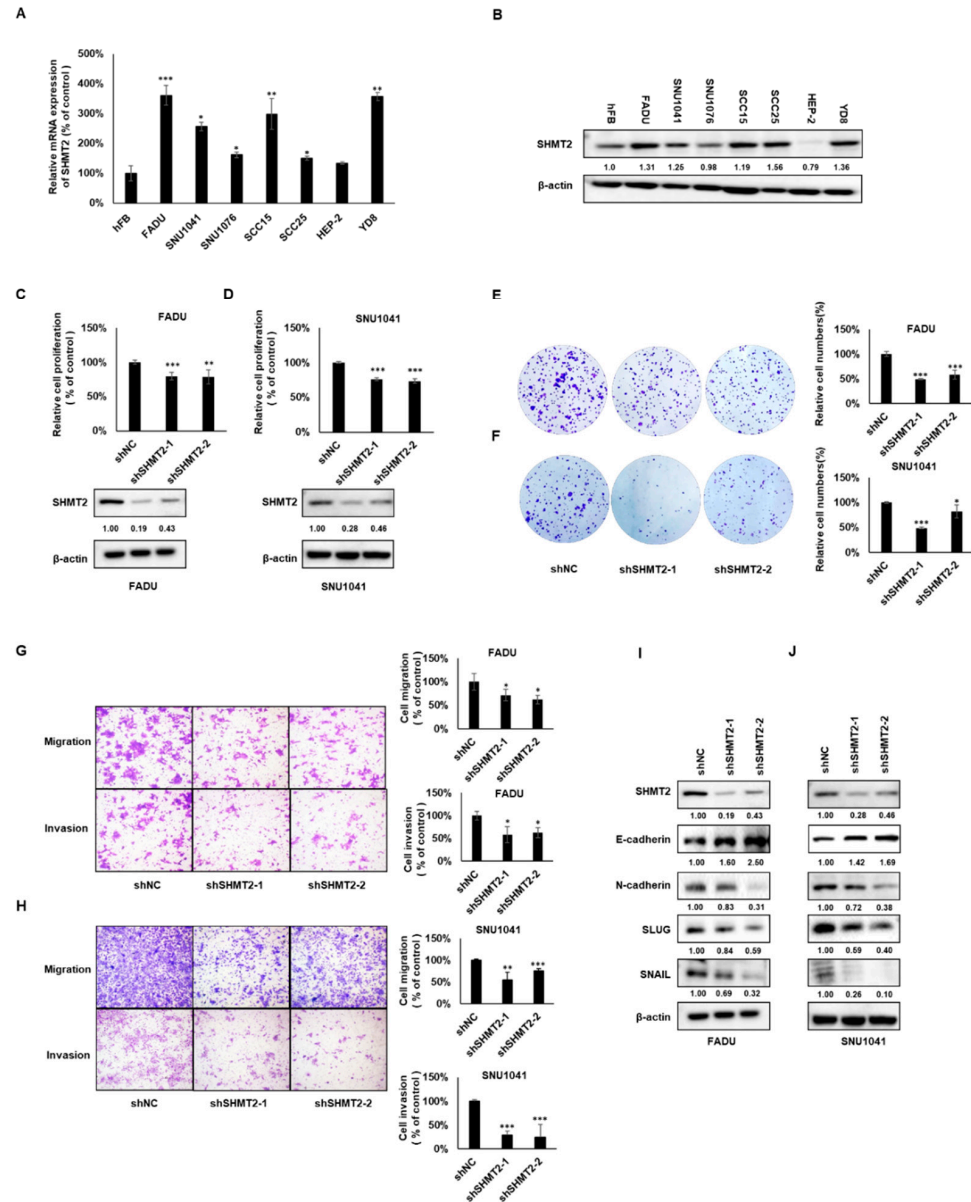 A
Relative mRNA expression
of SHMT2 (% of control)
500%
400%
300%
200%
100%
0%
***
*
*
**
*
**
hFB
FADU
SNU1041
SNU1076
SCC15
SCC25
HEP-2
YD8
B
hFB
FADU
SNU1041
SNU1076
SCC15
SCC25
HEP-2
YD8
SHMT2
1.0 1.31 1.25 0.98 1.19 1.56 0.79 1.36
β-actin
C
FADU
Relative cell proliferation
( % of control )
150%
100%
50%
0%
***
**
shNC
shSHMT2-1
shSHMT2-2
SHMT2
1.00 0.19 0.43
β-actin
FADU
D
SNU1041
Relative cell proliferation
( % of control )
150%
100%
50%
0%
***
***
shNC
shSHMT2-1
shSHMT2-2
SHMT2
1.00 0.28 0.46
β-actin
SNU1041
E
FADU
Relative cell numbers(%)
150%
100%
50%
0%
***
***
shNC
shSHMT2-1
shSHMT2-2
F
shNC shSHMT2-1 shSHMT2-2
SNU1041
Relative cell numbers(%)
150%
100%
50%
0%
***
*
shNC
shSHMT2-1
shSHMT2-2
G
Migration
Invasion
shNC shSHMT2-1 shSHMT2-2
FADU
Cell migration
( % of control )
150%
100%
50%
0%
*
*
shNC
shSHMT2-1
shSHMT2-2
FADU
Cell invasion
( % of control )
150%
100%
50%
0%
*
*
shNC
shSHMT2-1
shSHMT2-2
H
Migration
Invasion
shNC shSHMT2-1 shSHMT2-2
SNU1041
Cell migration
( % of control )
150%
100%
50%
0%
**
***
shNC
shSHMT2-1
shSHMT2-2
SNU1041
Cell invasion
( % of control )
150%
100%
50%
0%
***
***
shNC
shSHMT2-1
shSHMT2-2
I
shNC
shSHMT2-1
shSHMT2-2
SHMT2
1.00 0.19 0.43
E-cadherin
1.00 1.60 2.50
N-cadherin
1.00 0.83 0.31
SLUG
1.00 0.84 0.59
SNAIL
1.00 0.69 0.32
β-actin
FADU
J
shNC
shSHMT2-1
shSHMT2-2
1.00 0.28 0.46
1.00 1.42 1.69
1.00 0.72 0.38
1.00 0.59 0.40
1.00 0.26 0.10
SNU1041